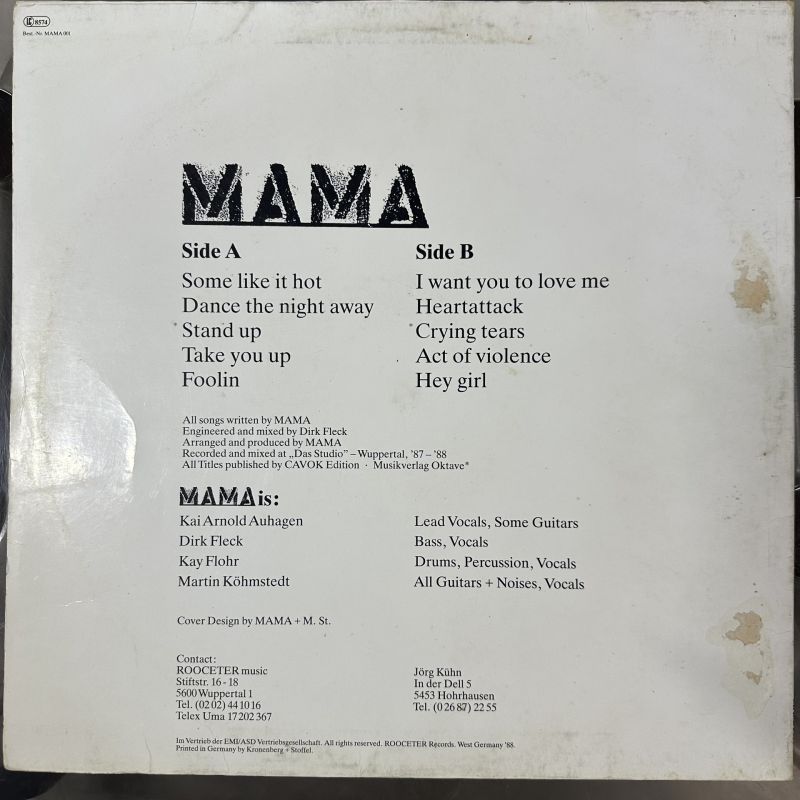 LC 8574
Best.-Nr. MAMA 001
MAMA
Side A
Some like it hot
Dance the night away
* Stand up
Take you up
Foolin
Side B
I want you to love me
Heartattack
* Crying tears
Act of violence
Hey girl
All songs written by MAMA
Engineered and mixed by Dirk Fleck
Arranged and produced by MAMA
Recorded and mixed at „Das Studio” – Wuppertal, '87 – '88
All Titles published by CAVOK Edition · Musikverlag Oktave*
MAMA is:
Kai Arnold Auhagen Lead Vocals, Some Guitars
Dirk Fleck Bass, Vocals
Kay Flohr Drums, Percussion, Vocals
Martin Köhmstedt All Guitars + Noises, Vocals
Cover Design by MAMA + M. St.
Contact:
ROOCETER music
Stiftstr. 16 - 18
5600 Wuppertal 1
Tel. (02 02) 44 10 16
Telex Uma 17 202 367
Jörg Kühn
In der Dell 5
5453 Hohrhausen
Tel. (0 26 87) 22 55
Im Vertrieb der EMI/ASD Vertriebsgesellschaft. All rights reserved. ROOCETER Records. West Germany '88.
Printed in Germany by Kronenberg + Stoffel.